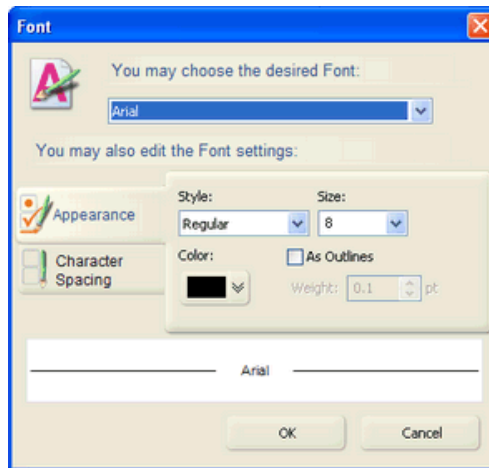 Font
You may choose the desired Font:
Arial
You may also edit the Font settings:
Appearance
Character
Spacing
Style:
Size:
Regular
8
Color:
As Outlines
Weight: 0.1 pt
Arial
OK
Cancel